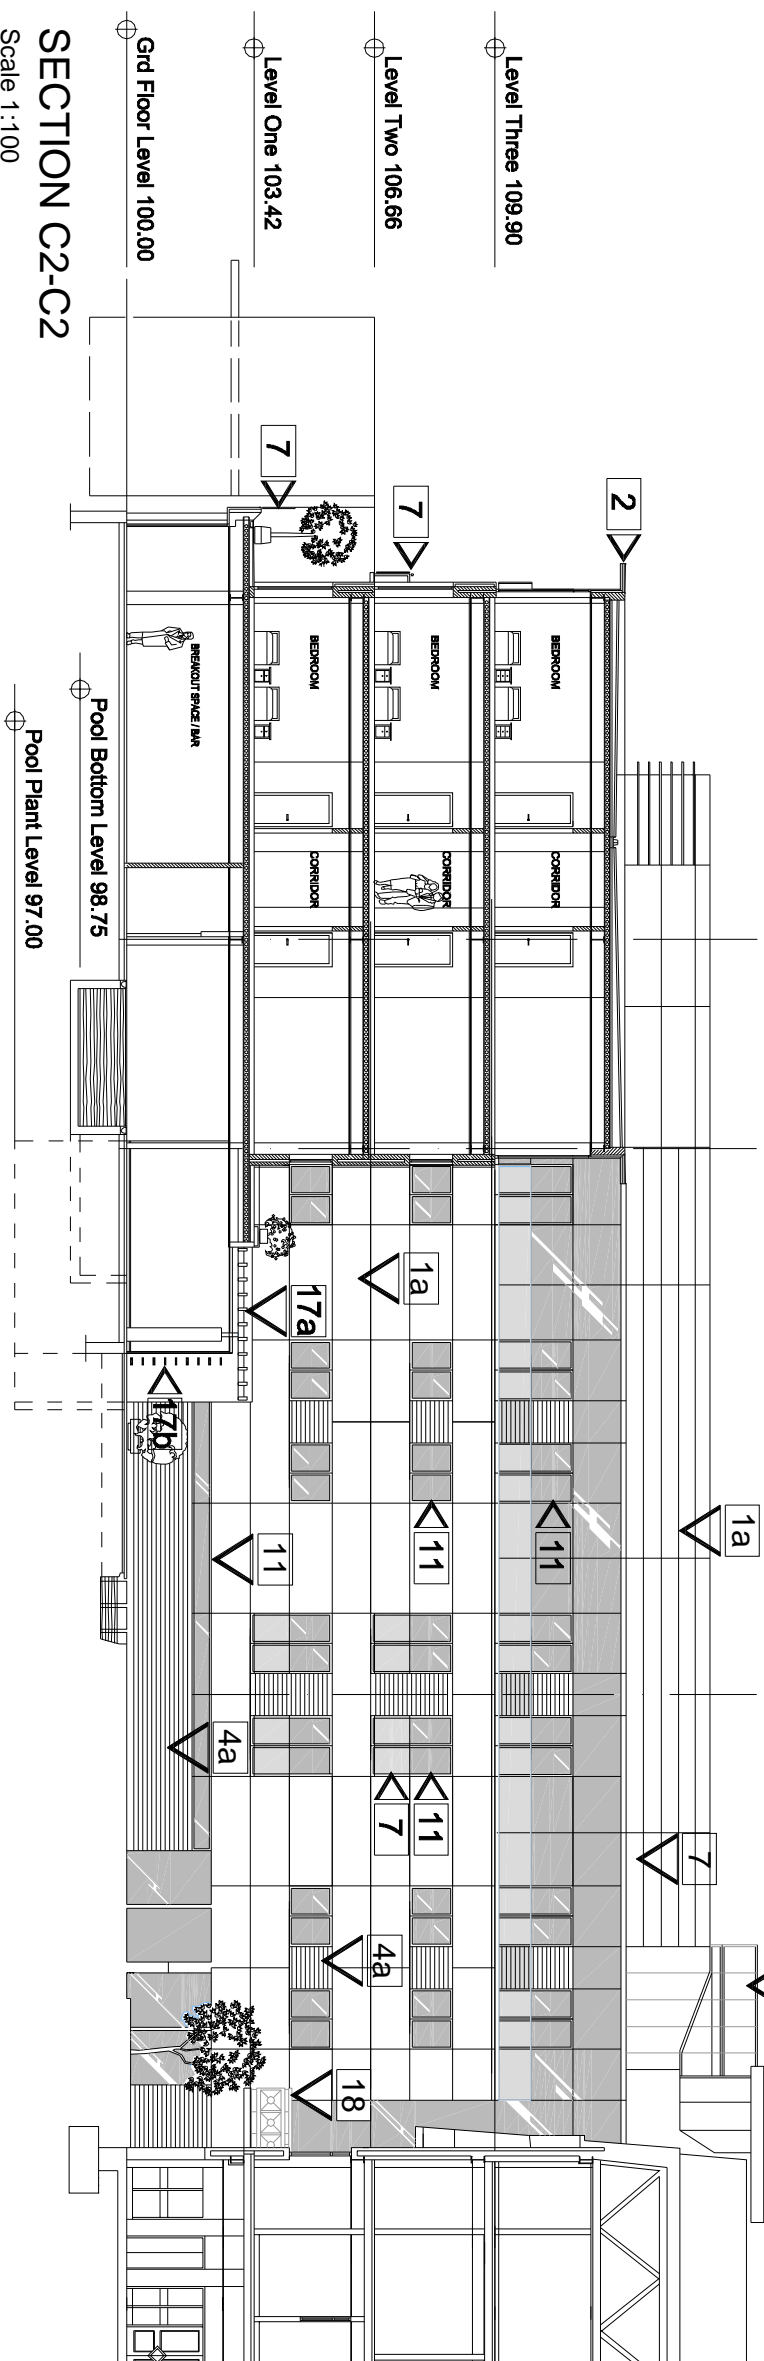 Level Three 109.90
Level Two 106.66
Level One 103.42
Grd Floor Level 100.00
SECTION C2-C2
Scale 1:100
2
7
7
BEDROOM
BEDROOM
BEDROOM
BREAKOUT SPACE / BAR
CORRIDOR
CORRIDOR
CORRIDOR
Pool Bottom Level 98.75
Pool Plant Level 97.00
1a
17a
17b
1a
11
11
11
4a
11
7
7
4a
18